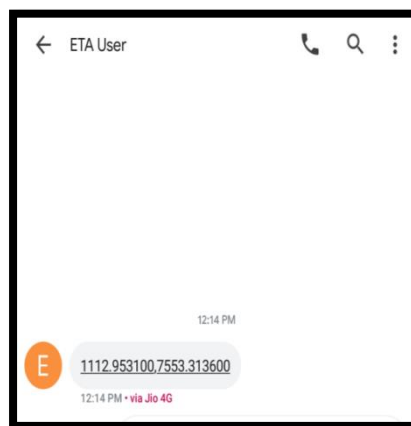 ETA User
12:14 PM
E
1112.953100,7553.313600
12:14 PM • via Jio 4G